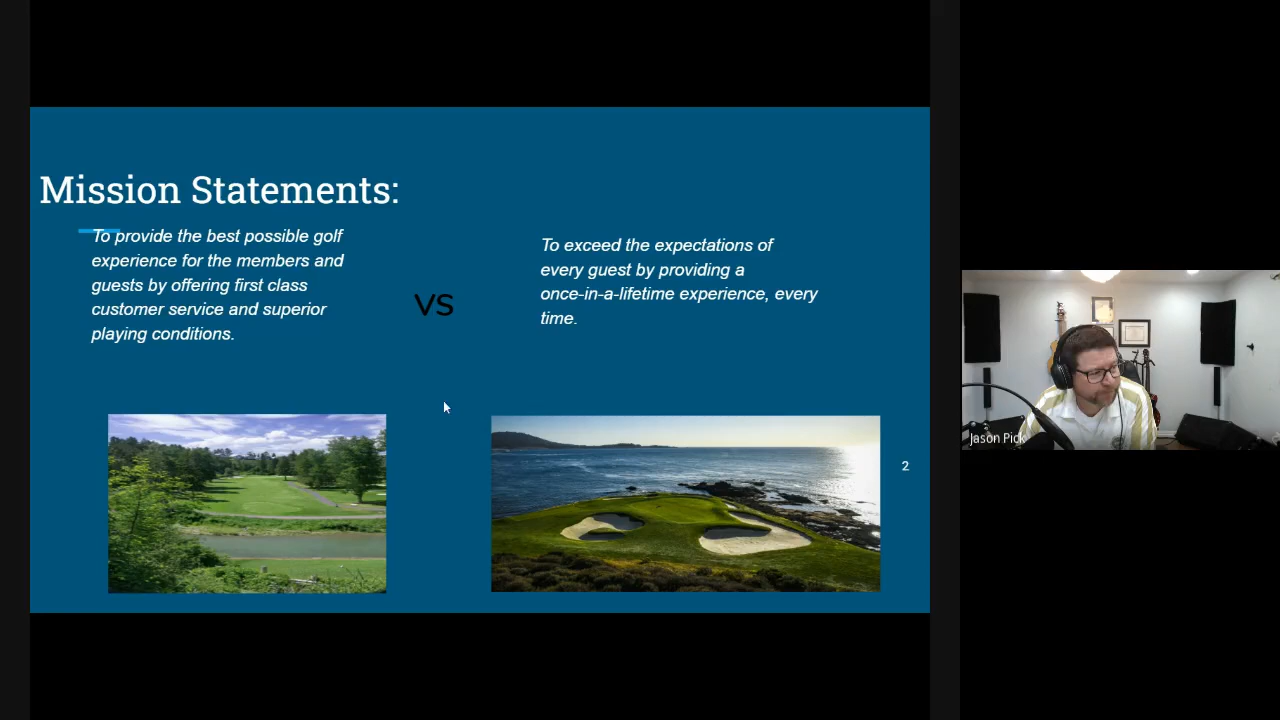 Mission Statements:
To provide the best possible golf
experience for the members and
guests by offering first class
customer service and superior
playing conditions.
VS
To exceed the expectations of
every guest by providing a
once-in-a-lifetime experience, every
time.
2
Jason Pick